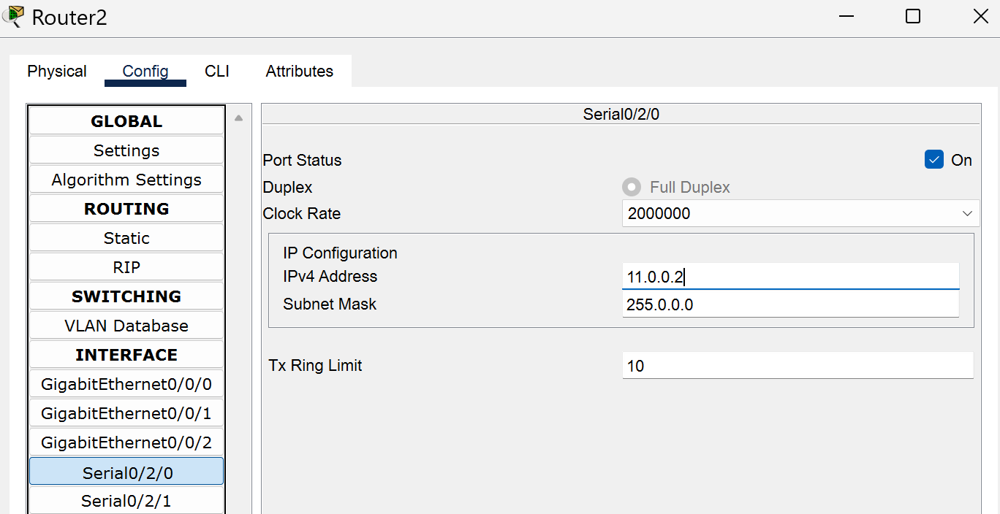 Router2
Physical Config CLI Attributes
GLOBAL
Settings
Algorithm Settings
ROUTING
Static
RIP
SWITCHING
VLAN Database
INTERFACE
GigabitEthernet0/0/0
GigabitEthernet0/0/1
GigabitEthernet0/0/2
Serial0/2/0
Serial0/2/1
Serial0/2/0
Port Status On
Duplex Full Duplex
Clock Rate 2000000
IP Configuration
IPv4 Address 11.0.0.2
Subnet Mask 255.0.0.0
Tx Ring Limit 10